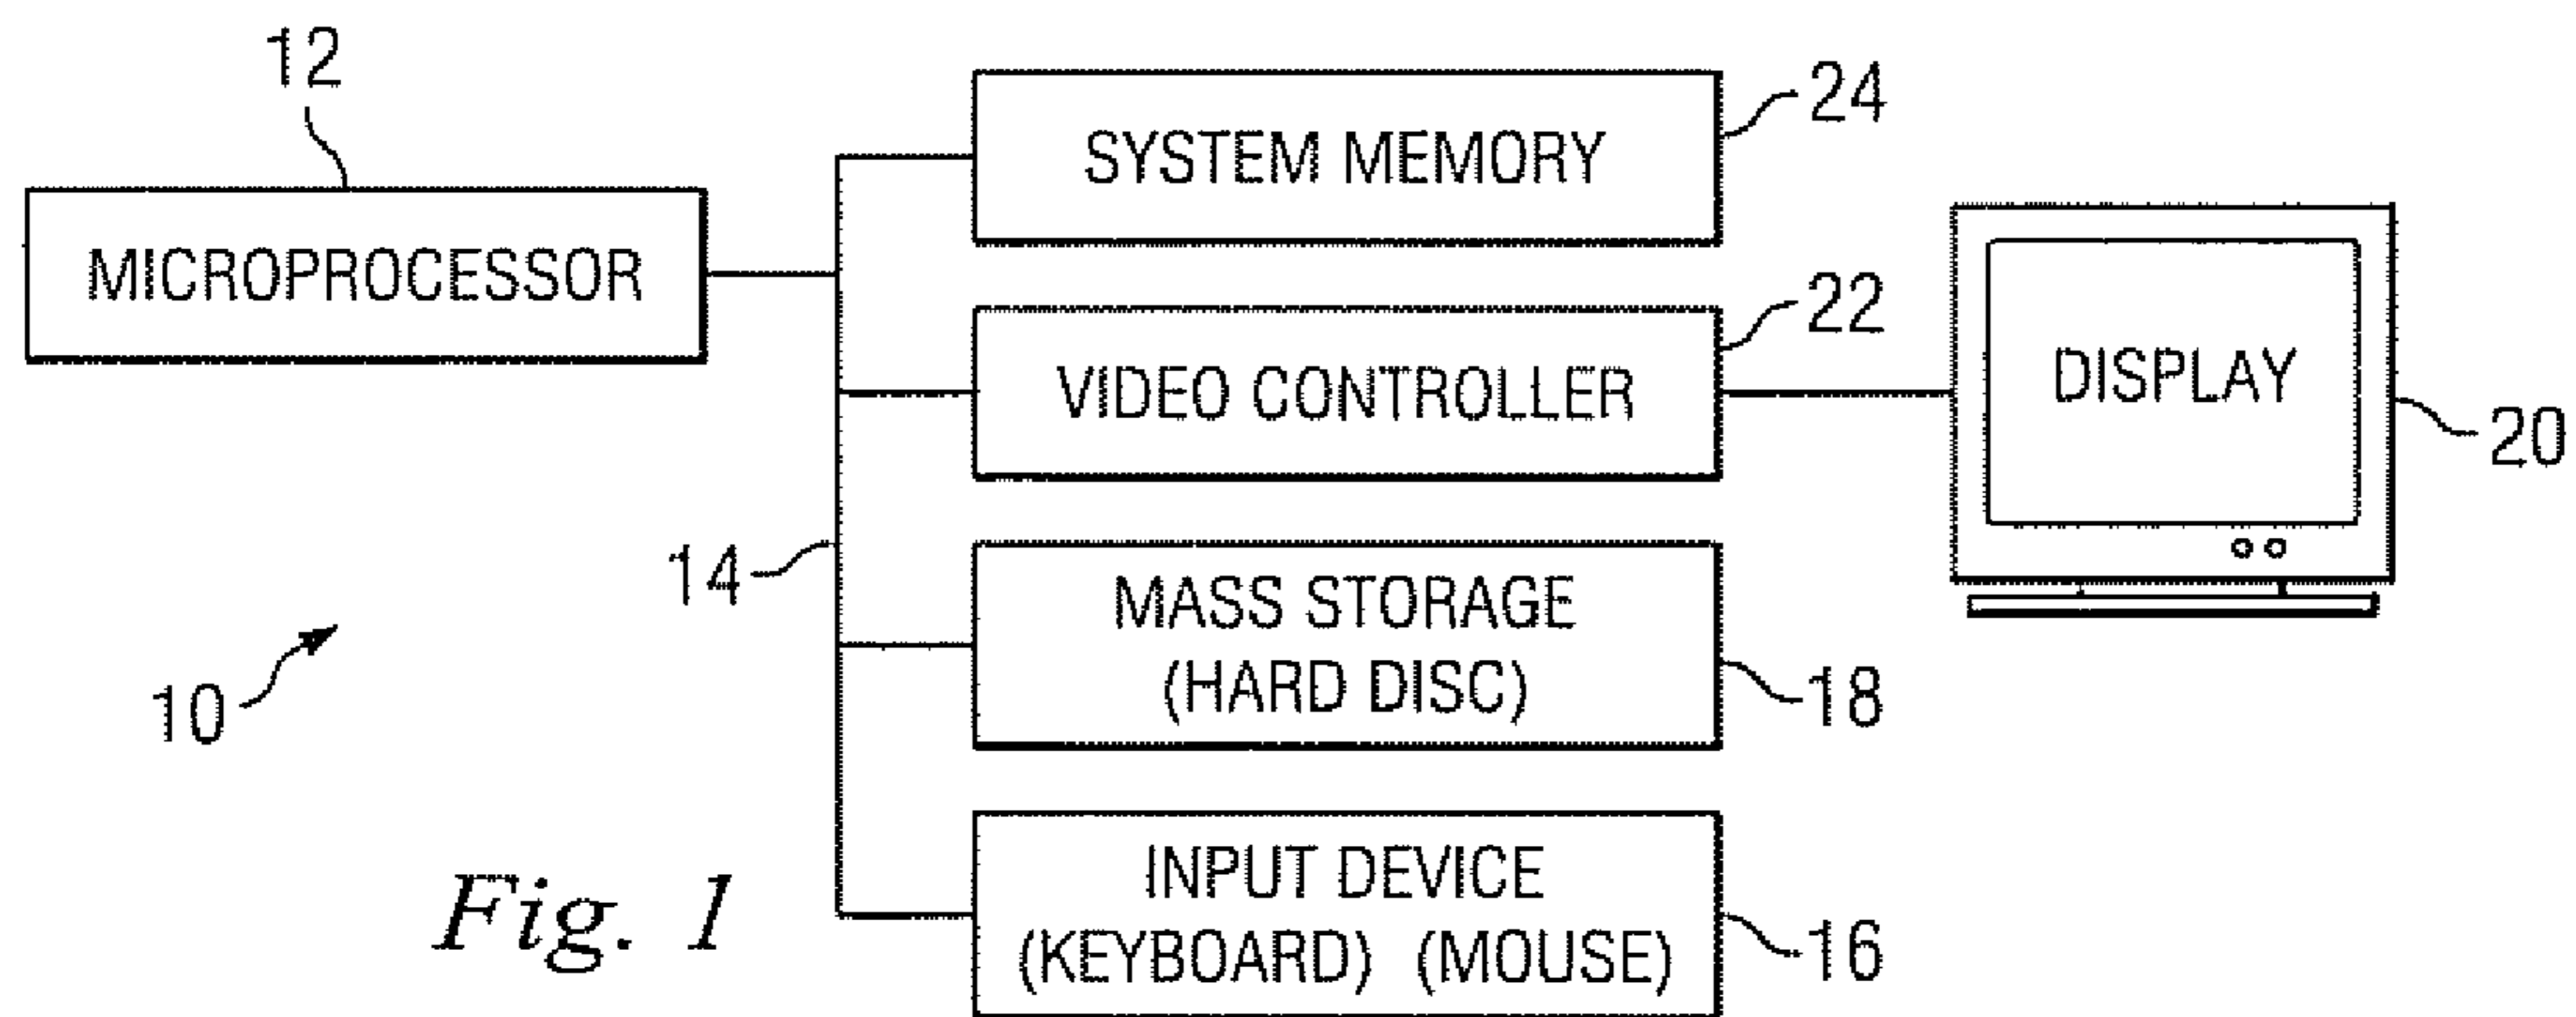 12
MICROPROCESSOR
SYSTEM MEMORY
24
VIDEO CONTROLLER
22
DISPLAY
20
14
MASS STORAGE
(HARD DISC)
18
10
INPUT DEVICE
(KEYBOARD) (MOUSE)
16
Fig. 1